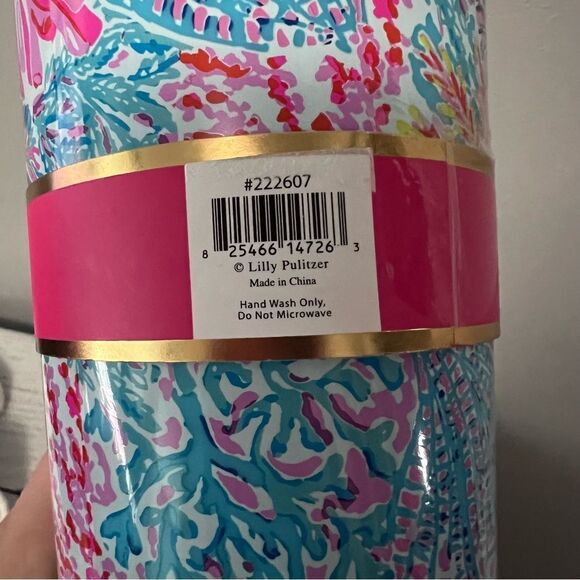 #222607
8 25466 14726 3
© Lilly Pulitzer
Made in China
Hand Wash Only,
Do Not Microwave